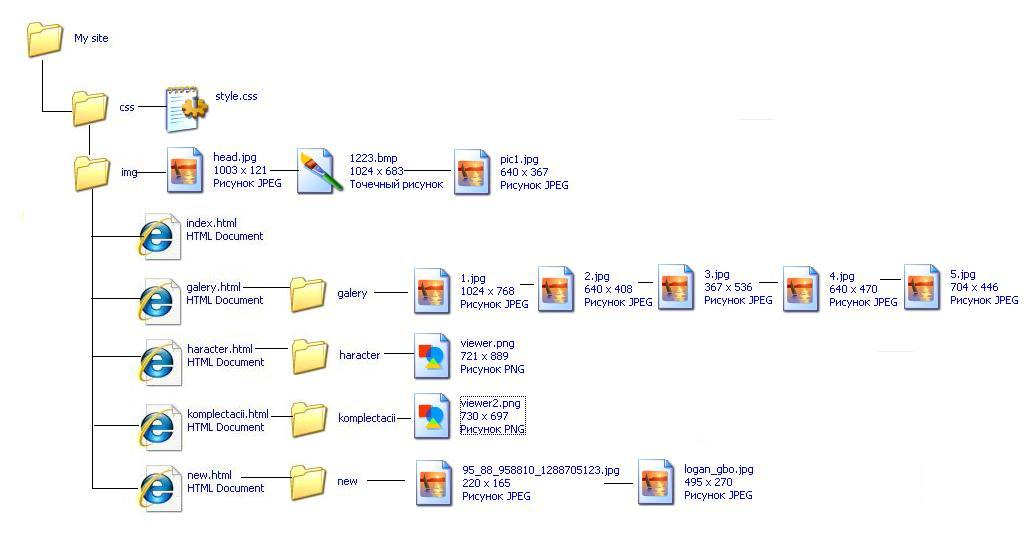 My site
css
style.css
img
head.jpg
1003 x 121
Рисунок JPEG
1223.bmp
1024 x 683
Точечный рисунок
pic1.jpg
640 x 367
Рисунок JPEG
index.html
HTML Document
galery.html
HTML Document
galery
1.jpg
1024 x 768
Рисунок JPEG
2.jpg
640 x 408
Рисунок JPEG
3.jpg
367 x 536
Рисунок JPEG
4.jpg
640 x 470
Рисунок JPEG
5.jpg
704 x 446
Рисунок JPEG
haracter.html
HTML Document
haracter
viewer.png
721 x 889
Рисунок PNG
komplectacii.html
HTML Document
komplectacii
viewer2.png
730 x 697
Рисунок PNG
new.html
HTML Document
new
95_88_958810_1288705123.jpg
220 x 165
Рисунок JPEG
logan_gbo.jpg
495 x 270
Рисунок JPEG